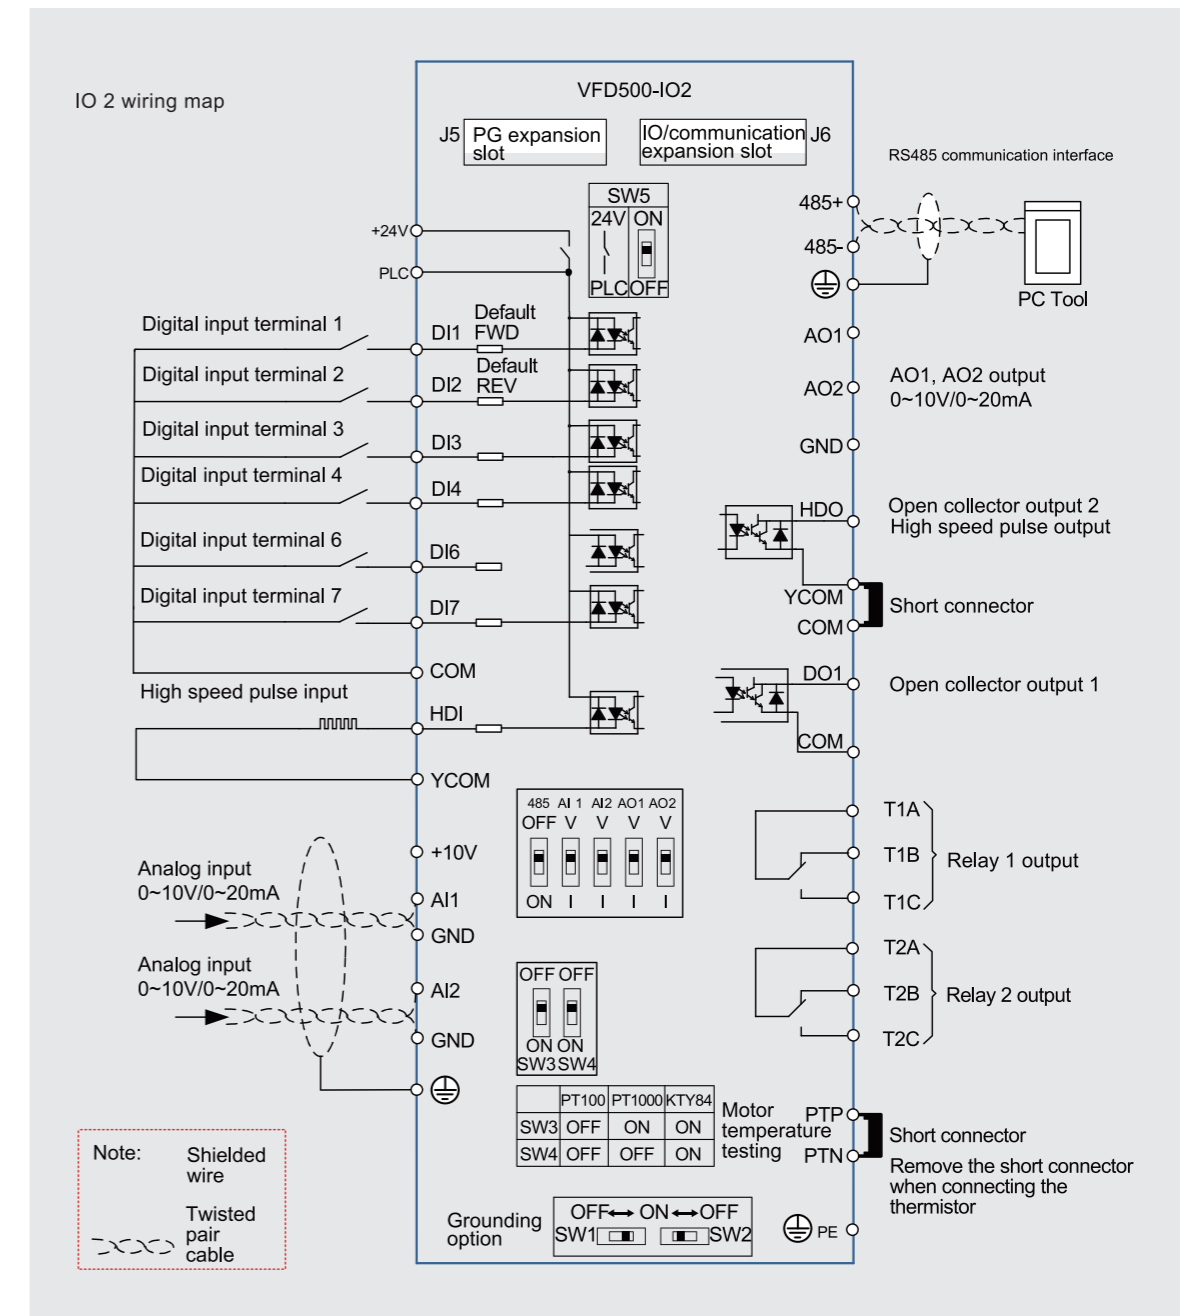 IO 2 wiring map
VFD500-IO2
J5
PG expansion
slot
IO/communication
expansion slot
J6
RS485 communication interface
SW5
24V ON
PLC OFF
+24V
PLC
485+
485-
PC Tool
Digital input terminal 1
DI1
Default
FWD
AO1
Digital input terminal 2
DI2
Default
REV
AO2
AO1, AO2 output
0~10V/0~20mA
Digital input terminal 3
DI3
GND
Digital input terminal 4
DI4
HDO
Open collector output 2
High speed pulse output
Digital input terminal 6
DI6
Digital input terminal 7
DI7
YCOM
COM
Short connector
COM
DO1
Open collector output 1
High speed pulse input
HDI
COM
YCOM
485 AI 1 AI2 AO1 AO2
OFF V V V V
ON I I I I
T1A
T1B
T1C
Relay 1 output
+10V
Analog input
0~10V/0~20mA
AI1
GND
Analog input
0~10V/0~20mA
AI2
GND
T2A
T2B
T2C
Relay 2 output
OFF OFF
ON ON
SW3 SW4
PT100 PT1000 KTY84
SW3 OFF ON ON
SW4 OFF OFF ON
Motor
temperature
testing
PTP
PTN
Short connector
Remove the short connector
when connecting the
thermistor
Note:
Shielded
wire
Twisted
pair
cable
Grounding
option
OFF ON OFF
SW1 SW2
PE